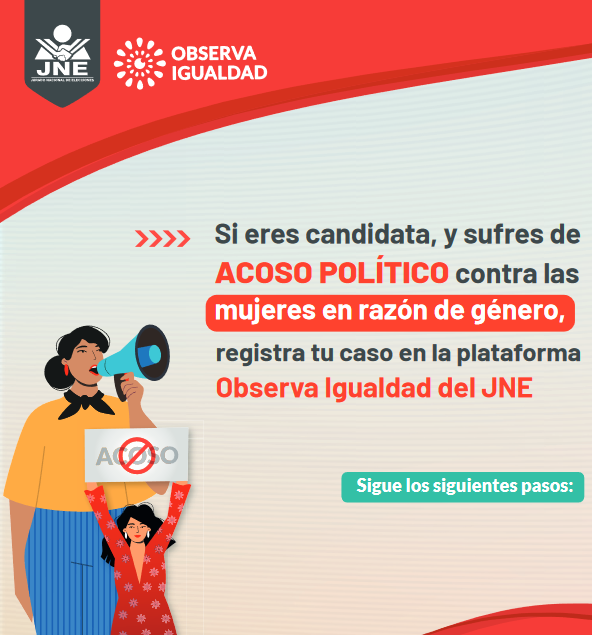 JNE
JURADO NACIONAL DE ELECCIONES
OBSERVA
IGUALDAD
Si eres candidata, y sufres de
ACOSO POLÍTICO contra las
mujeres en razón de género,
registra tu caso en la plataforma
Observa Igualdad del JNE
ACOSO
Sigue los siguientes pasos: